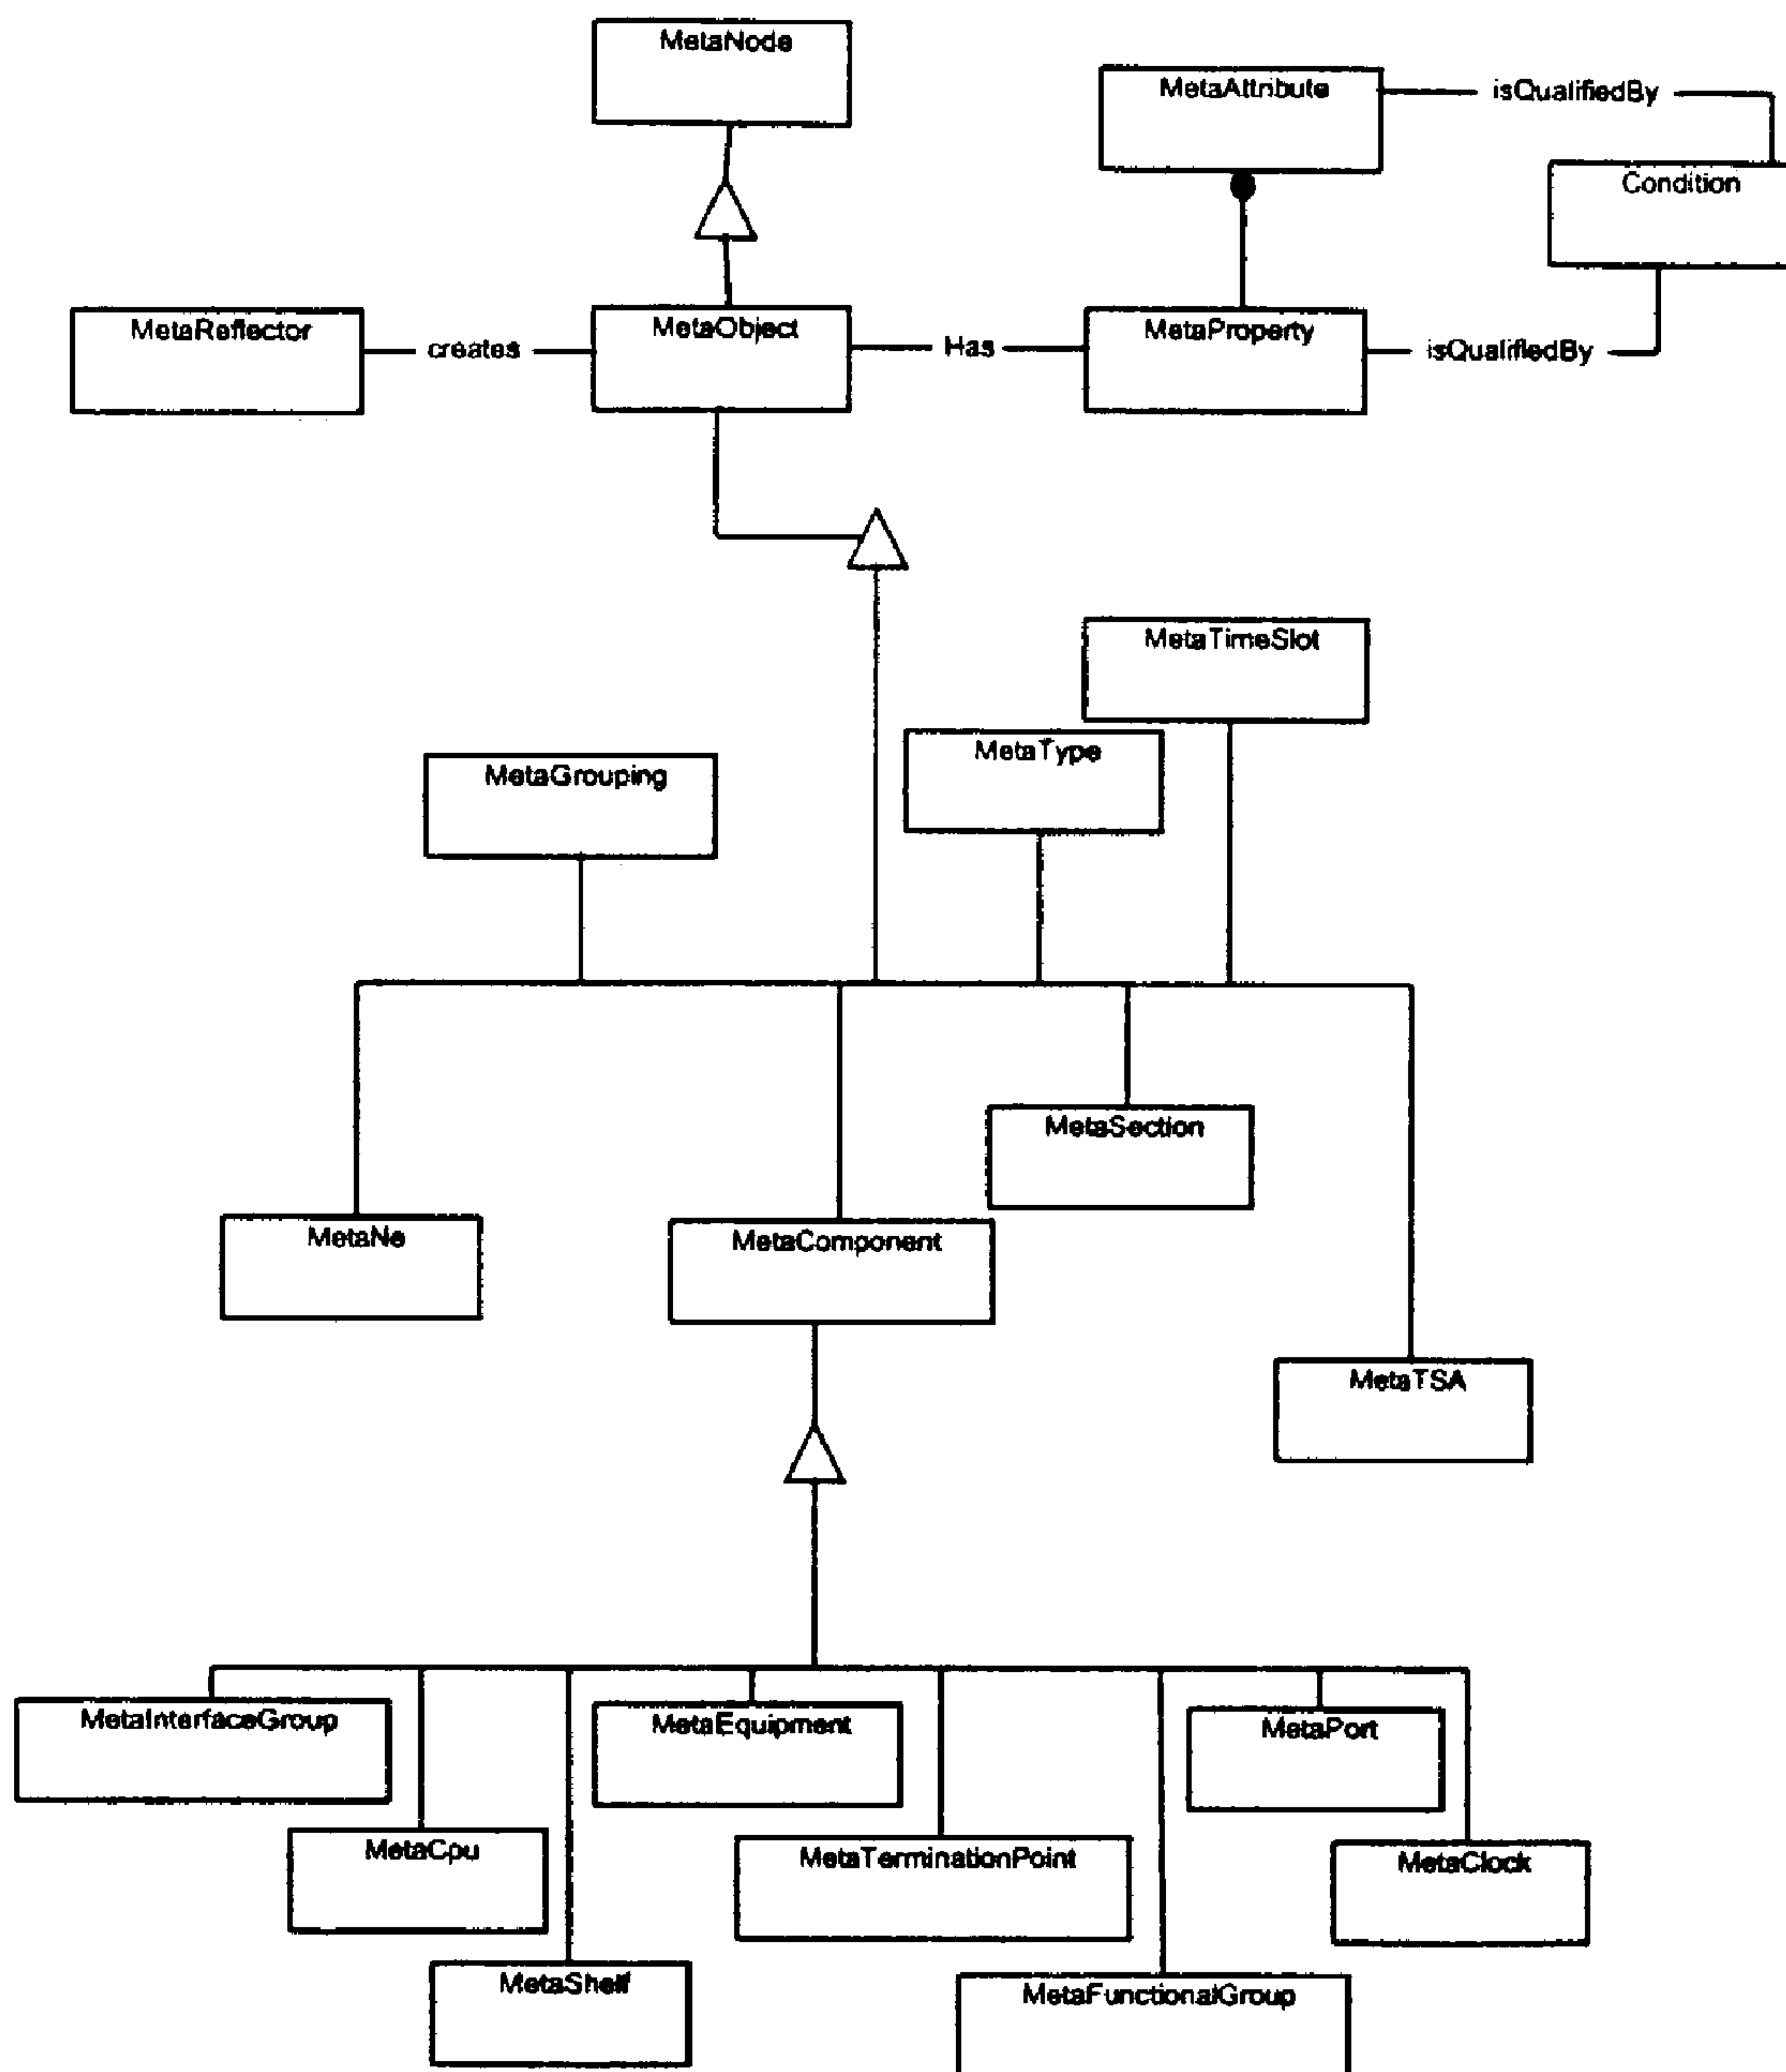 MetaNode
MetaAttribute
isQualifiedBy
Condition
MetaReflector
creates
MetaObject
Has
MetaProperty
isQualifiedBy
MetaTimeSlot
MetaType
MetaGrouping
MetaSection
MetaNe
MetaComponent
MetaTSA
MetaInterfaceGroup
MetaEquipment
MetaPort
MetaCpu
MetaTerminationPoint
MetaClock
MetaShelf
MetaFunctionalGroup